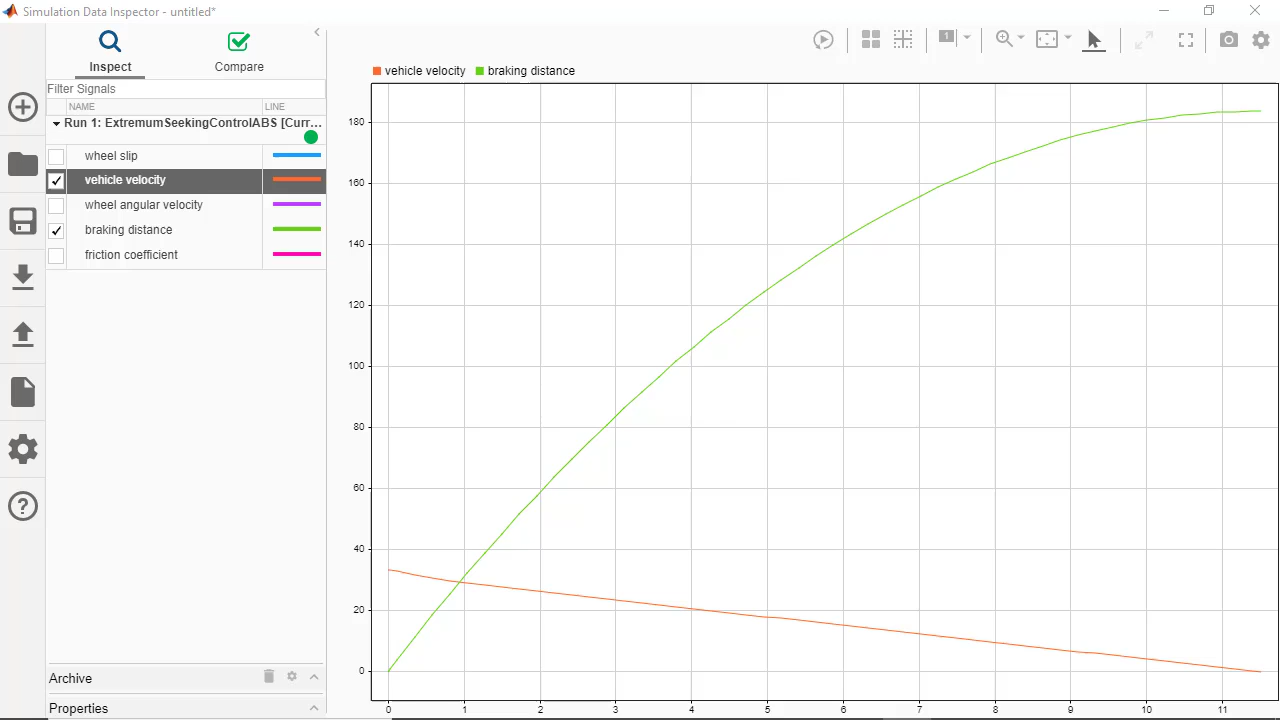 Simulation Data Inspector - untitled*
Inspect
Compare
Filter Signals
NAME
LINE
Run 1: ExtremumSeekingControlABS [Curr...
wheel slip
vehicle velocity
wheel angular velocity
braking distance
friction coefficient
Archive
Properties
1
vehicle velocity
braking distance
180
160
140
120
100
80
60
40
20
0
0 1 2 3 4 5 6 7 8 9 10 11